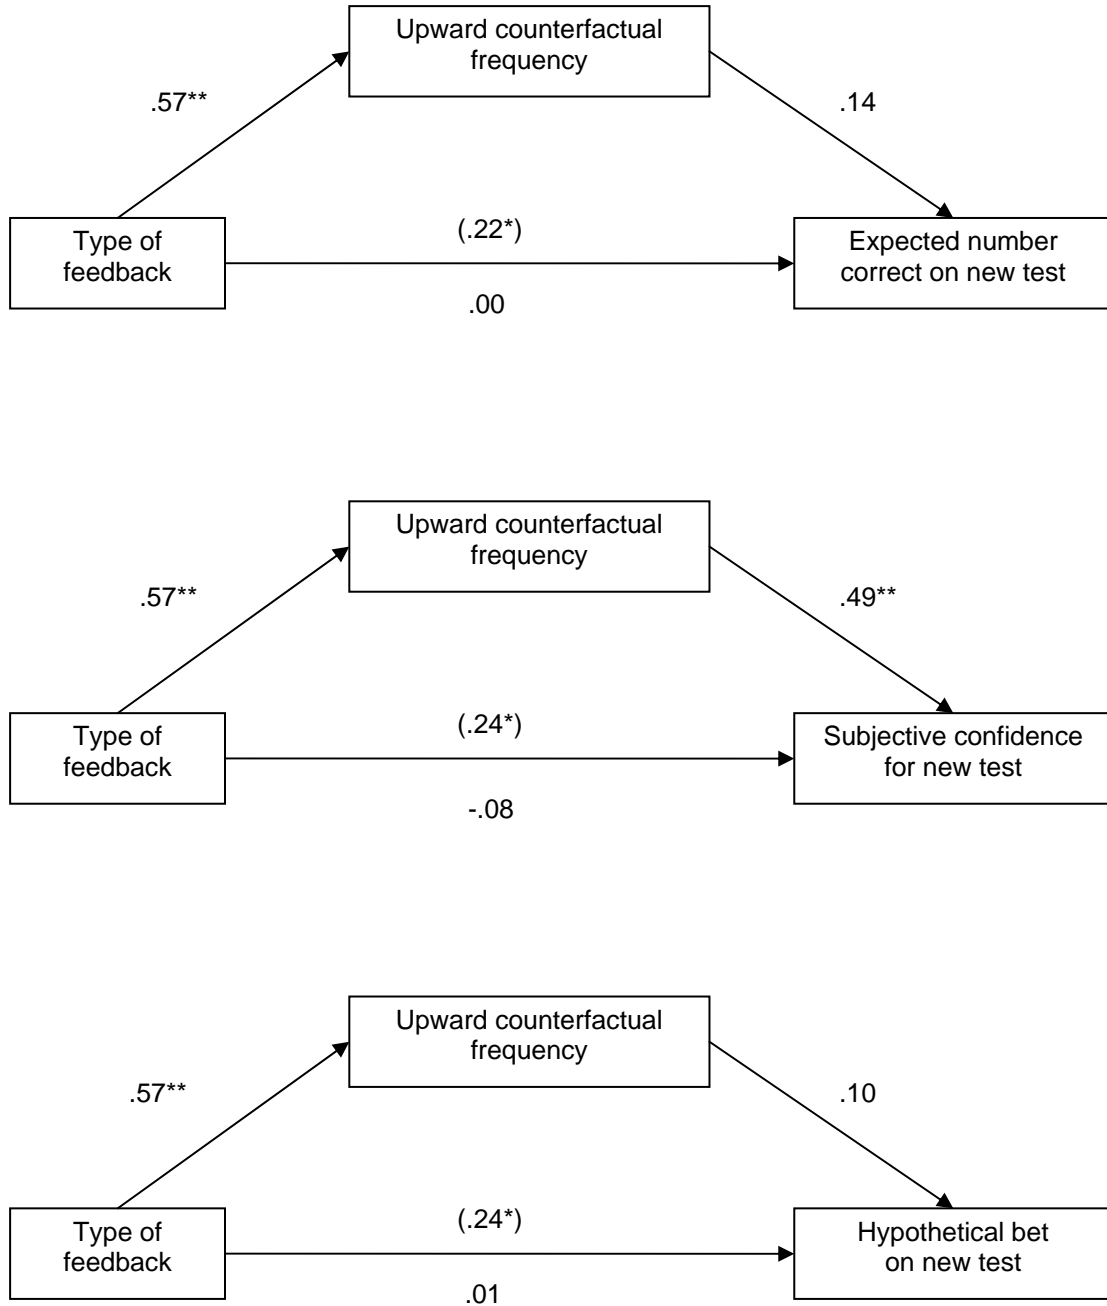 Upward counterfactual
frequency
.57**
.14
Type of
feedback
(.22*)
.00
Expected number
correct on new test
Upward counterfactual
frequency
.57**
.49**
Type of
feedback
(.24*)
-.08
Subjective confidence
for new test
Upward counterfactual
frequency
.57**
.10
Type of
feedback
(.24*)
.01
Hypothetical bet
on new test